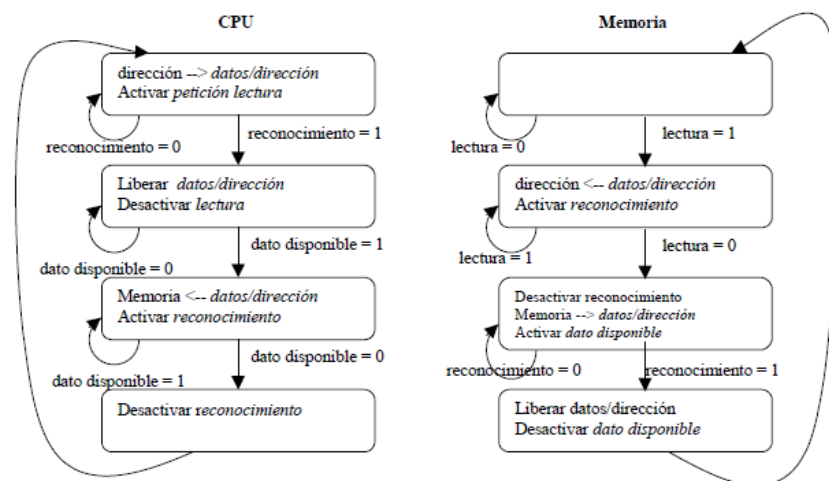 CPU
dirección --> datos/dirección
Activar petición lectura
reconocimiento = 0
reconocimiento = 1
Liberar datos/dirección
Desactivar lectura
dato disponible = 0
dato disponible = 1
Memoria <-- datos/dirección
Activar reconocimiento
dato disponible = 1
dato disponible = 0
Desactivar reconocimiento
Memoria
lectura = 0
lectura = 1
dirección <-- datos/dirección
Activar reconocimiento
lectura = 1
lectura = 0
Desactivar reconocimiento
Memoria --> datos/dirección
Activar dato disponible
reconocimiento = 0
reconocimiento = 1
Liberar datos/dirección
Desactivar dato disponible